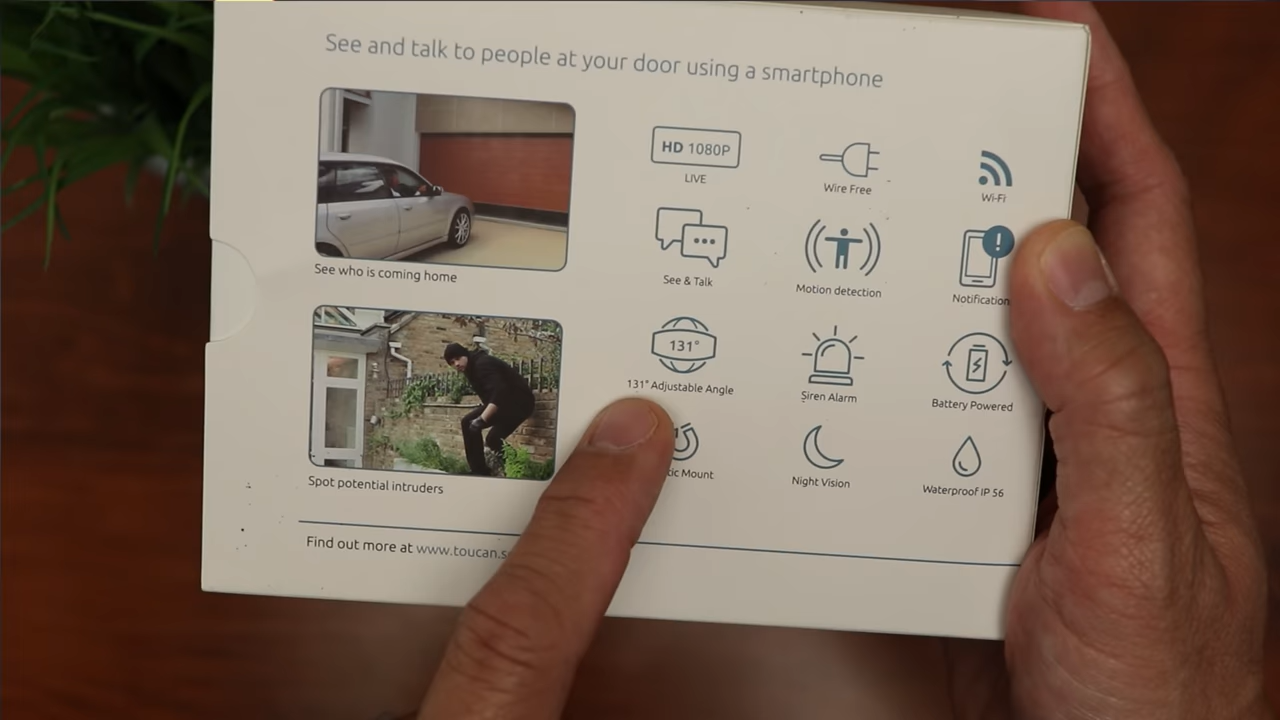 See and talk to people at your door using a smartphone
HD 1080P
LIVE
Wire Free
Wi-Fi
See & Talk
Motion detection
Notification
See who is coming home
131°
131° Adjustable Angle
Siren Alarm
Battery Powered
Mount
Night Vision
Waterproof IP 56
Spot potential intruders
Find out more at www.toucan.s